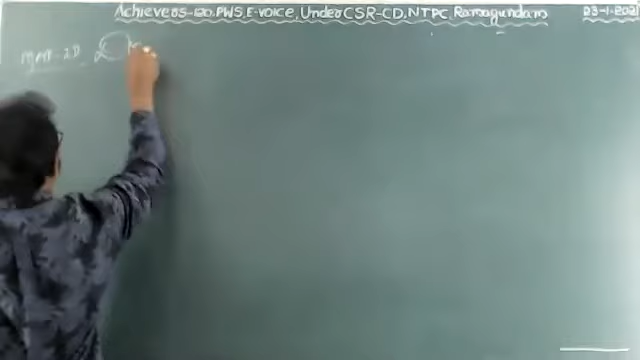 Achievers-120, PWS, E-VOICE, Under CSR-CD, NTPC, Ramagundam 23-1-2021